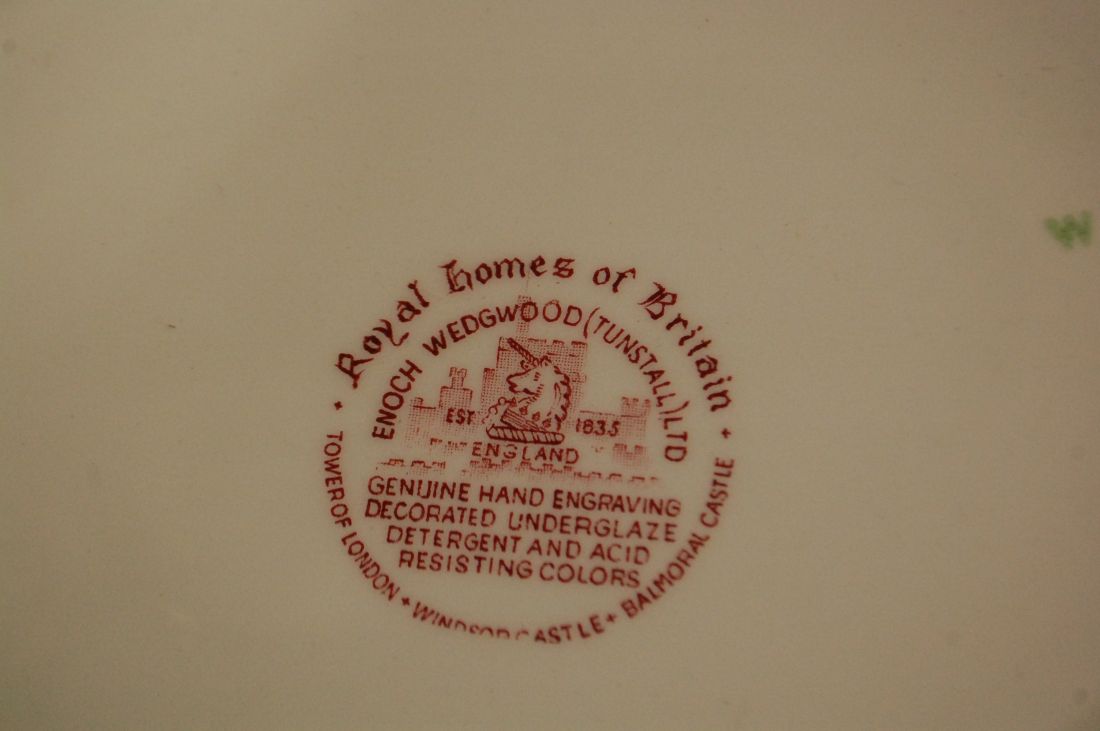 Royal Homes of Britain
ENOCH WEDGWOOD (TUNSTALL) LTD
EST 1835
ENGLAND
GENUINE HAND ENGRAVING
DECORATED UNDERGLAZE
DETERGENT AND ACID
RESISTING COLORS
TOWER OF LONDON + WINDSOR CASTLE + BALMORAL CASTLE +